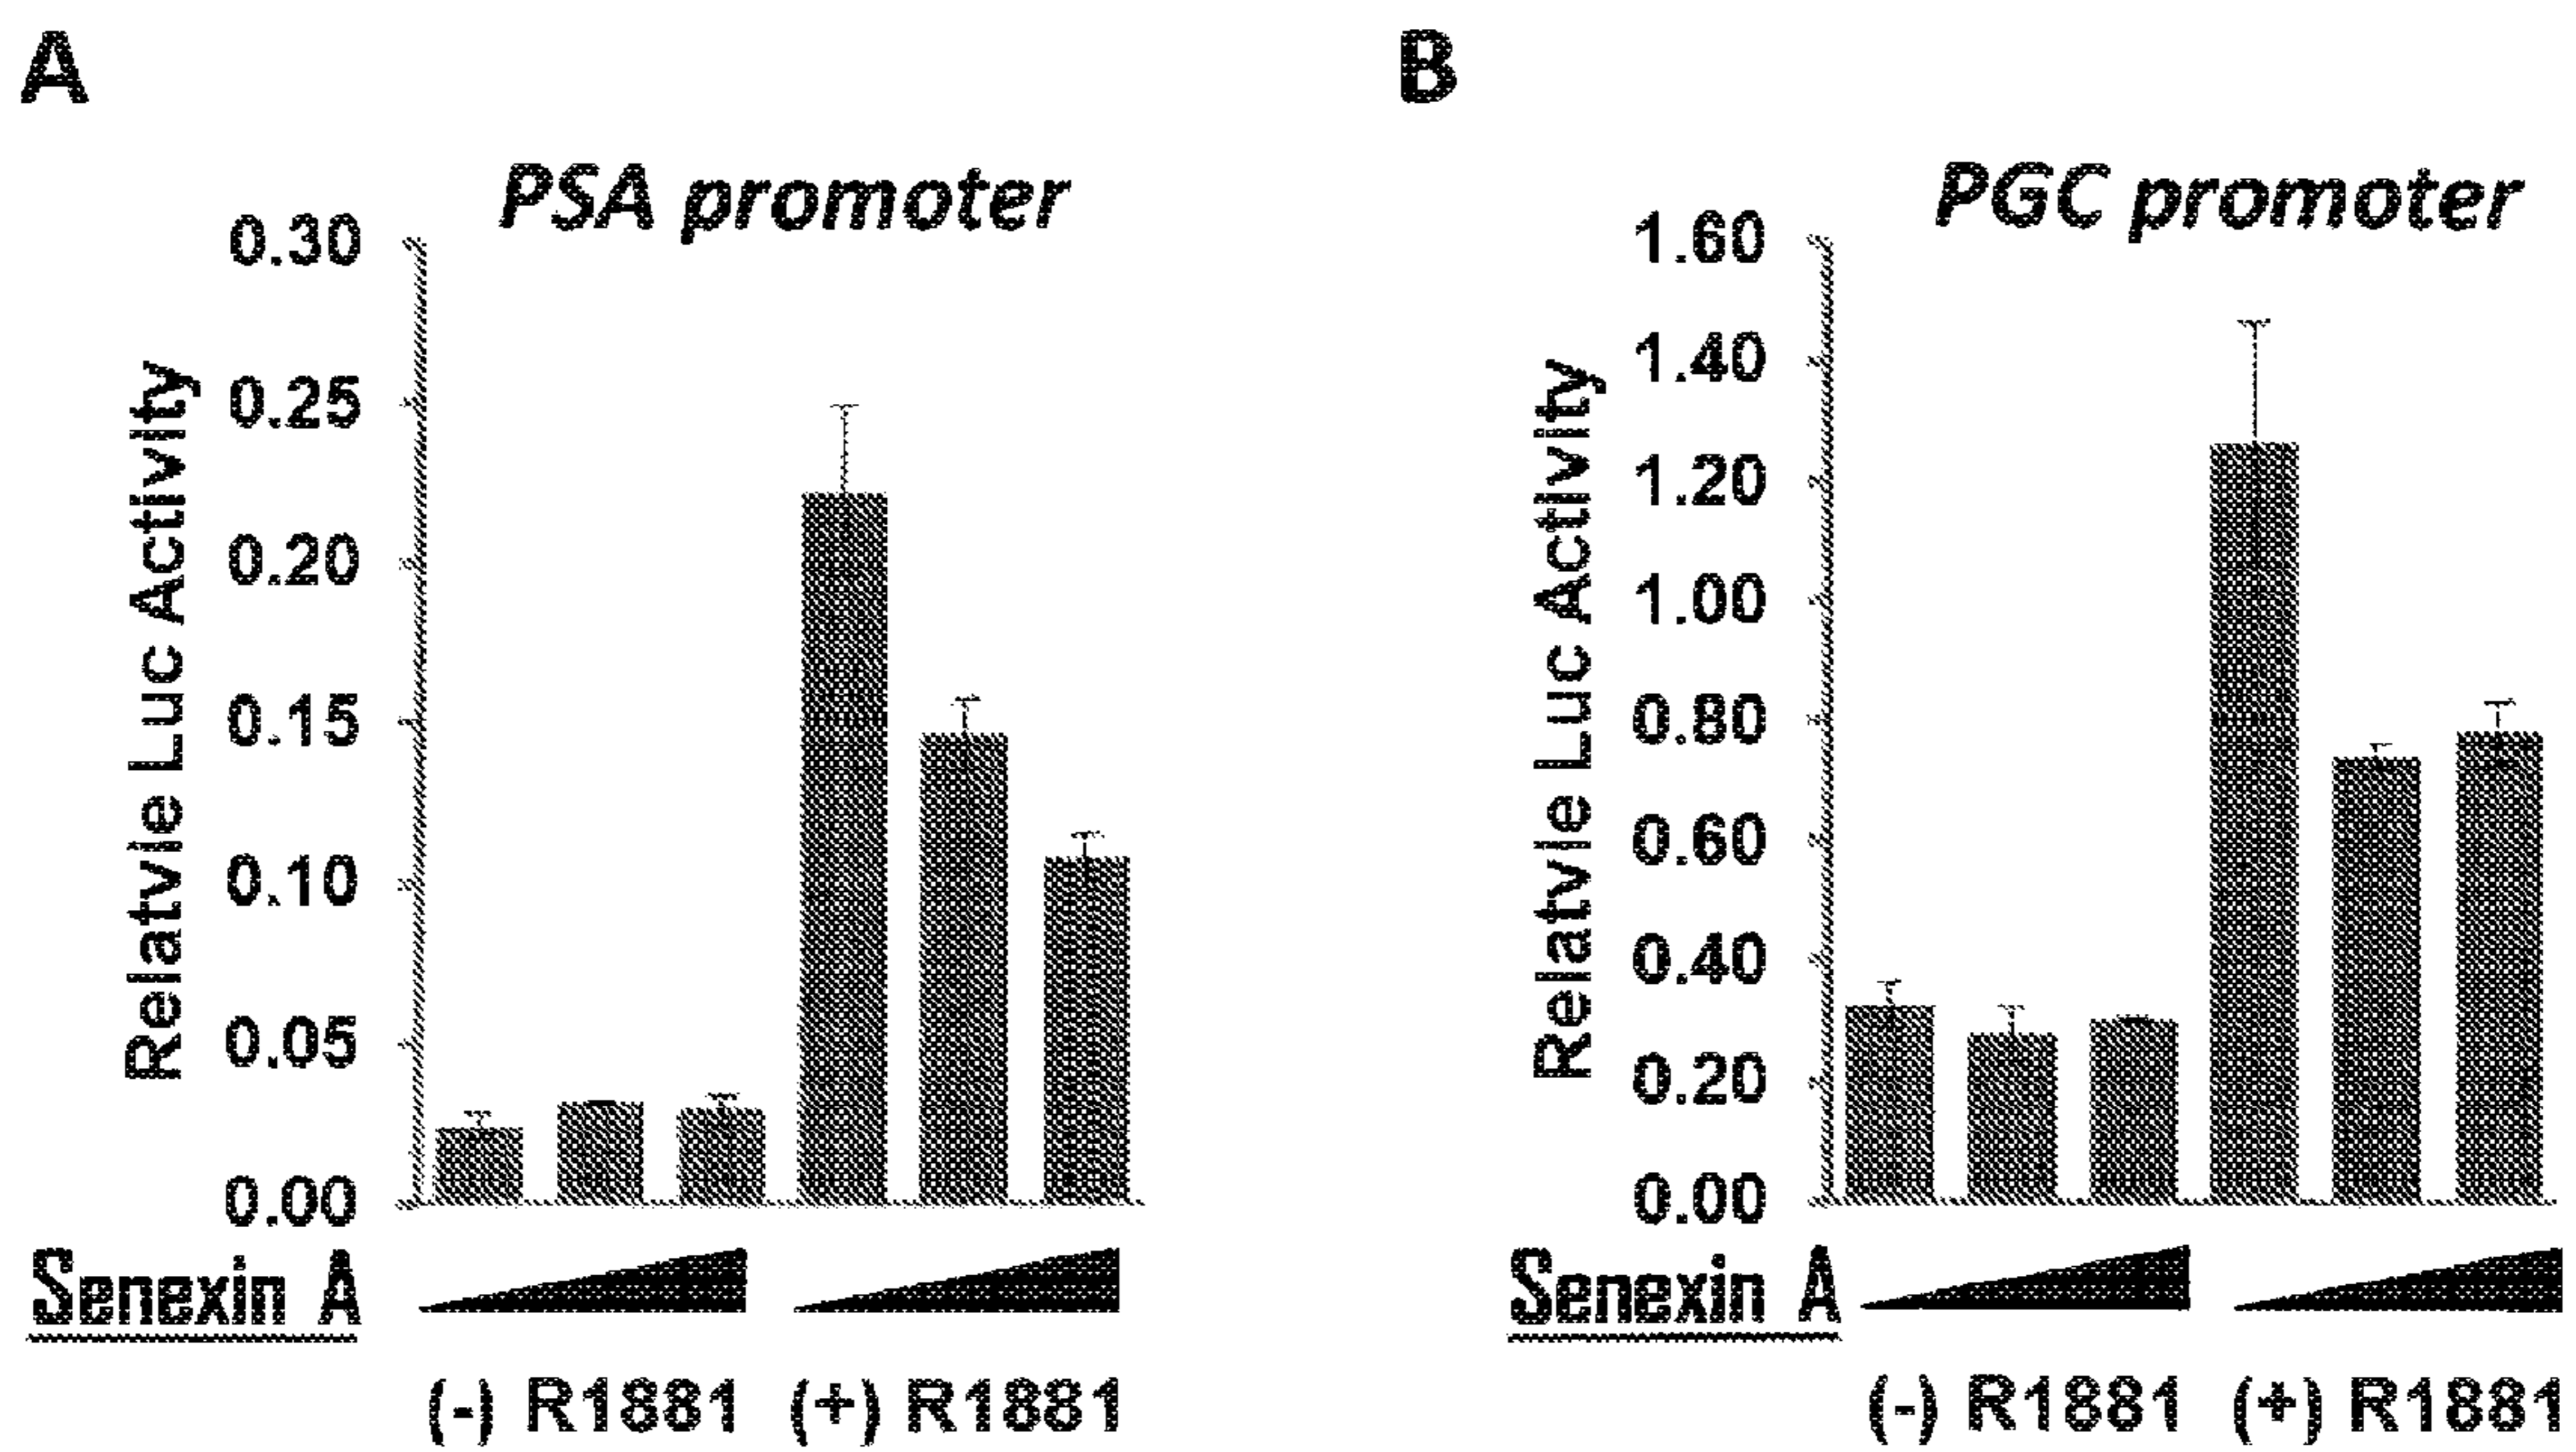 A
B
PSA promoter
PGC promoter
Relatvie Luc Activity
0.30
0.25
0.20
0.15
0.10
0.05
0.00
Senexin A
(-) R1881 (+) R1881
Relatvie Luc Activity
1.60
1.40
1.20
1.00
0.80
0.60
0.40
0.20
0.00
Senexin A
(-) R1881 (+) R1881